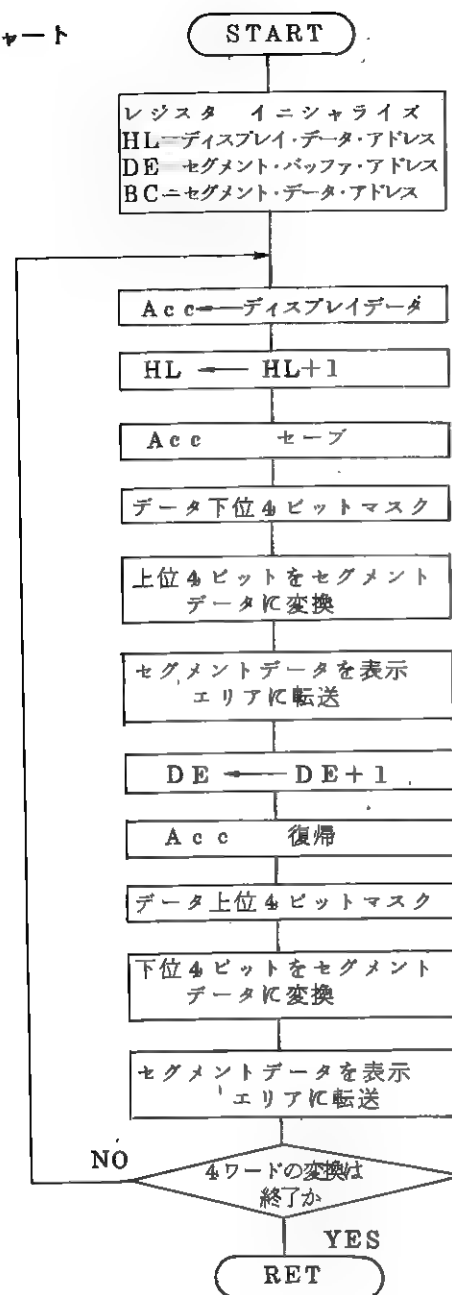 ャート
START
レジスタ イニシャライズ
HL＝ディスプレイ・データ・アドレス
DE＝セグメント・バッファ・アドレス
BC＝セグメント・データ・アドレス
Acc←ディスプレイデータ
HL ← HL+1
Acc セーブ
データ下位4ビットマスク
上位4ビットをセグメント
データに変換
セグメントデータを表示
エリアに転送
DE ← DE+1
Acc 復帰
データ上位4ビットマスク
下位4ビットをセグメント
データに変換
セグメントデータを表示
エリアに転送
NO
4ワードの変換は
終了か
YES
RET